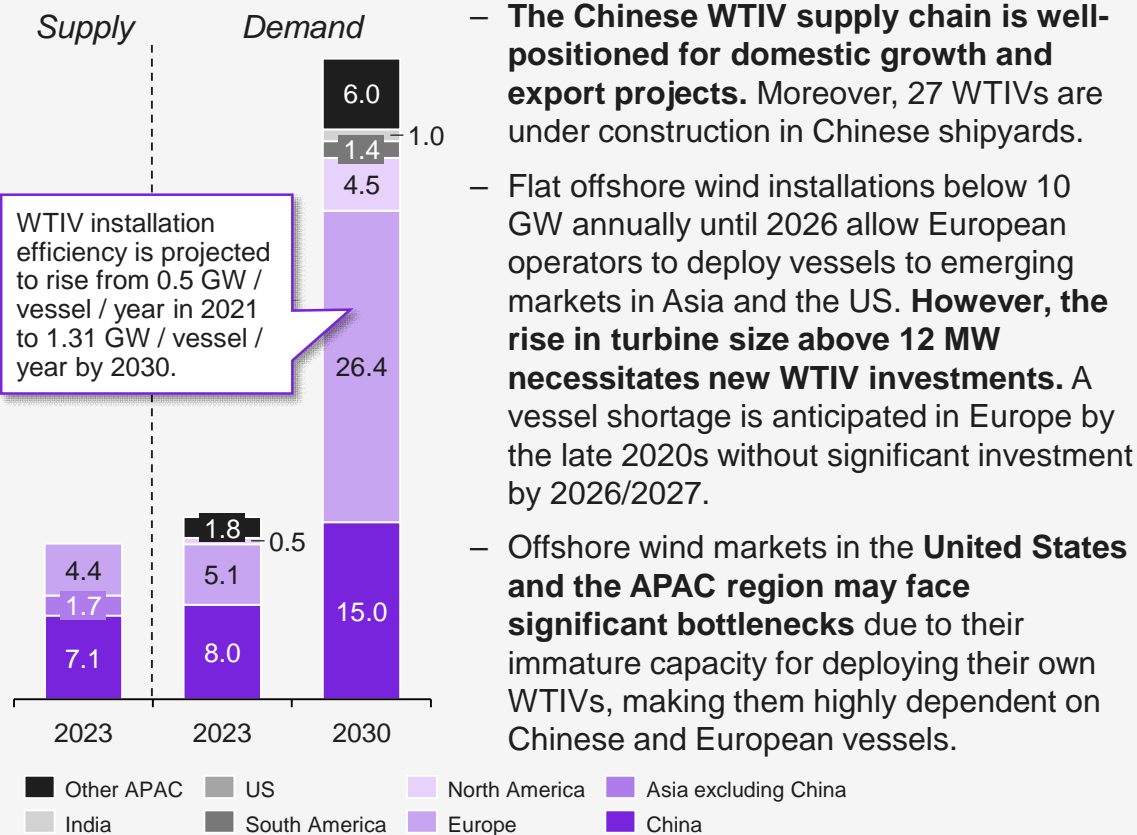 Supply
Demand
6.0
1.0
1.4
4.5
26.4
15.0
1.8
0.5
5.1
8.0
4.4
1.7
7.1
WTIV installation
efficiency is projected
to rise from 0.5 GW /
vessel / year in 2021
to 1.31 GW / vessel /
year by 2030.
2023
2023
2030
Other APAC
US
North America
Asia excluding China
India
South America
Europe
China
– The Chinese WTIV supply chain is well-
positioned for domestic growth and
export projects. Moreover, 27 WTIVs are
under construction in Chinese shipyards.
– Flat offshore wind installations below 10
GW annually until 2026 allow European
operators to deploy vessels to emerging
markets in Asia and the US. However, the
rise in turbine size above 12 MW
necessitates new WTIV investments. A
vessel shortage is anticipated in Europe by
the late 2020s without significant investment
by 2026/2027.
– Offshore wind markets in the United States
and the APAC region may face
significant bottlenecks due to their
immature capacity for deploying their own
WTIVs, making them highly dependent on
Chinese and European vessels.